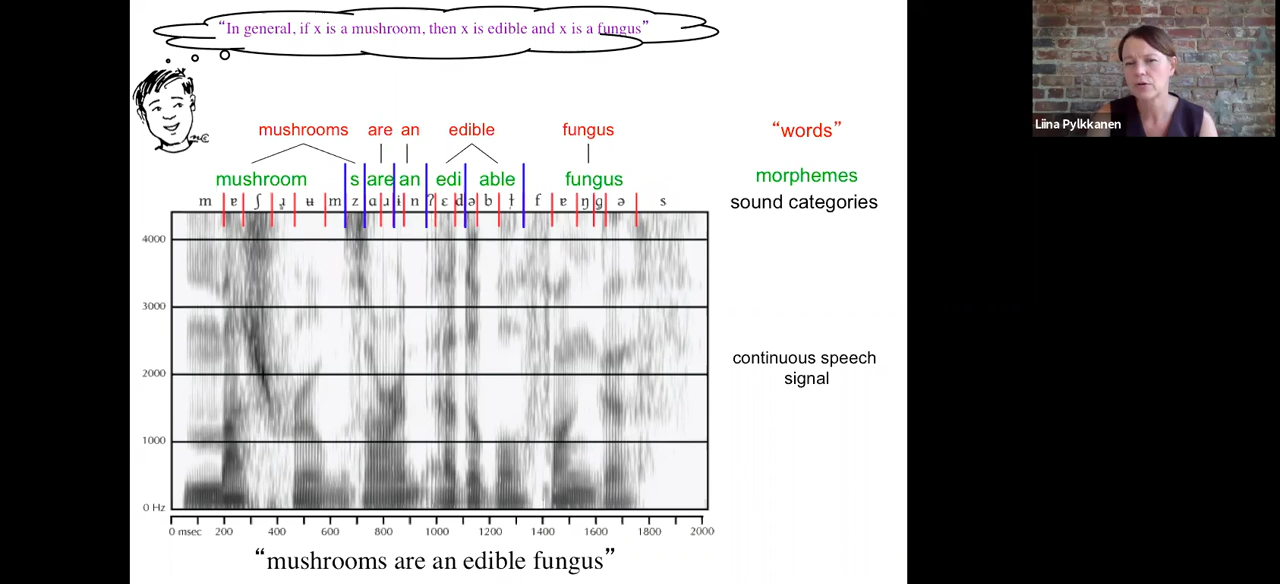 “In general, if x is a mushroom, then x is edible and x is a fungus”
Liina Pylkkanen
mushrooms are an edible fungus “words”
mushroom s are an edi able fungus morphemes
m ɐ ʃ ɹ̥ ʉ m z ɑ ɹ ɨ n ʔ ɛ d ə b ɫ f ɐ ŋ g ə s sound categories
4000
3000
continuous speech
signal
2000
1000
0 Hz
0 msec 200 400 600 800 1000 1200 1400 1600 1800 2000
“mushrooms are an edible fungus”